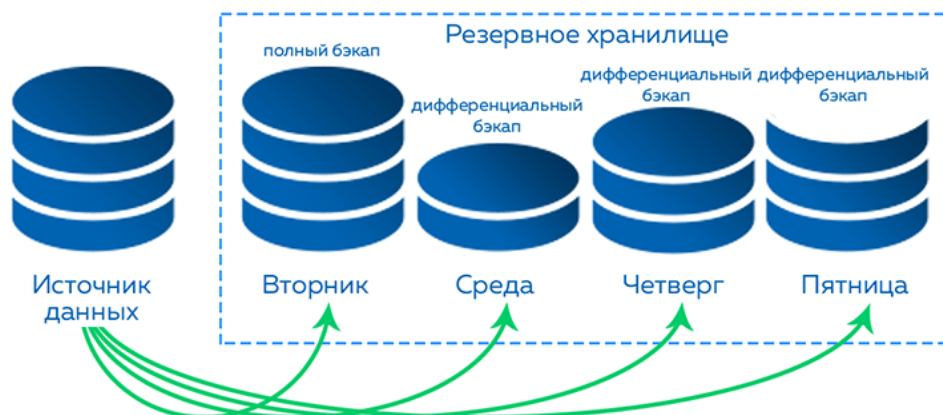 Резервное хранилище
полный бэкап
дифференциальный
бэкап
дифференциальный
бэкап
дифференциальный
бэкап
Источник
данных
Вторник
Среда
Четверг
Пятница